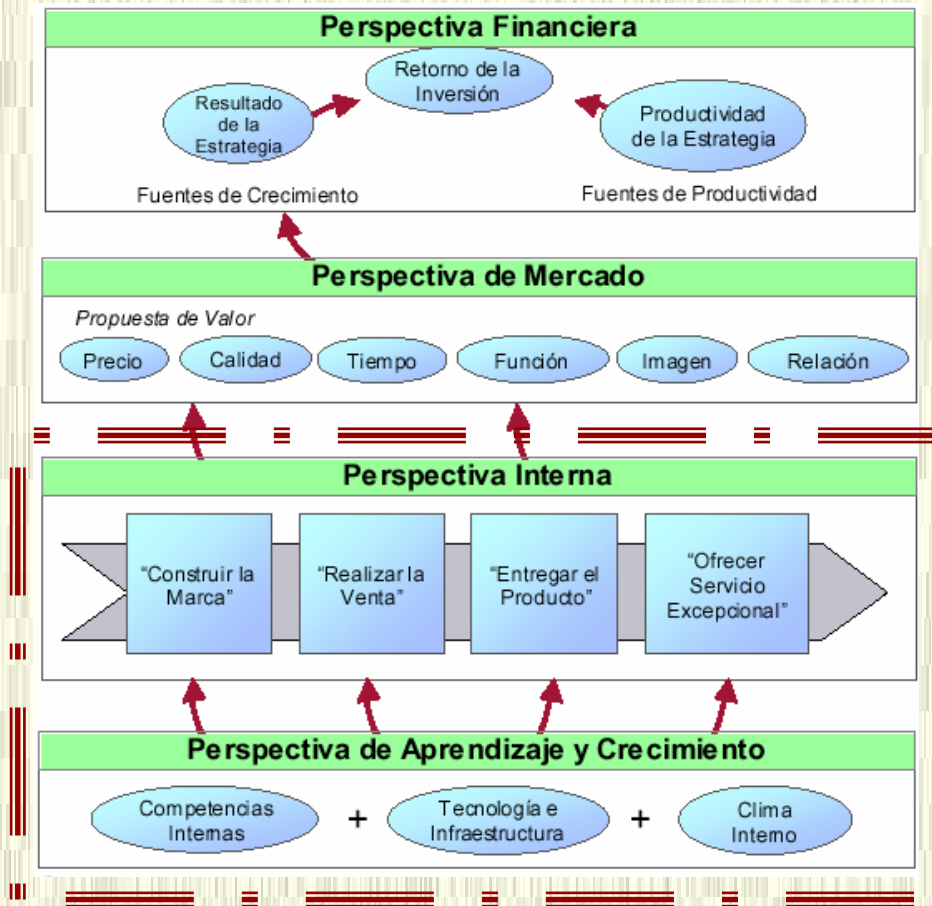 Perspectiva Financiera
Retorno de la
Inversión
Resultado
de la
Estrategia
Productividad
de la Estrategia
Fuentes de Crecimiento
Fuentes de Productividad
Perspectiva de Mercado
Propuesta de Valor
Precio
Calidad
Tiempo
Función
Imagen
Relación
Perspectiva Interna
“Construir la
Marca”
“Realizar la
Venta”
“Entregar el
Producto”
“Ofrecer
Servicio
Excepcional”
Perspectiva de Aprendizaje y Crecimiento
Competencias
Internas
+
Tecnología e
Infraestructura
+
Clima
Interno